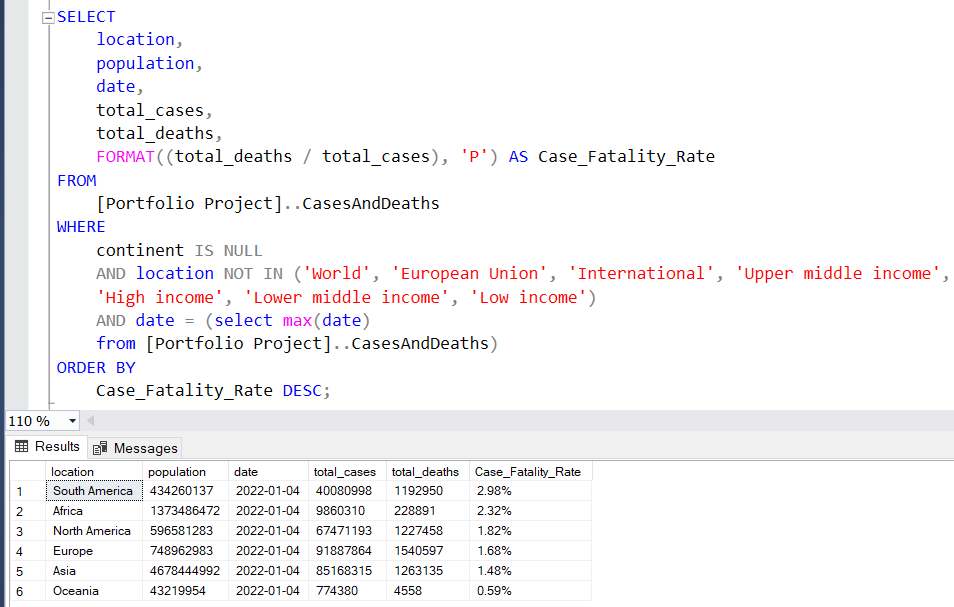 SELECT
location,
population,
date,
total_cases,
total_deaths,
FORMAT((total_deaths / total_cases), 'P') AS Case_Fatality_Rate
FROM
[Portfolio Project]..CasesAndDeaths
WHERE
continent IS NULL
AND location NOT IN ('World', 'European Union', 'International', 'Upper middle income',
'High income', 'Lower middle income', 'Low income')
AND date = (select max(date)
from [Portfolio Project]..CasesAndDeaths)
ORDER BY
Case_Fatality_Rate DESC;
110 %
Results Messages
location population date total_cases total_deaths Case_Fatality_Rate
1 South America 434260137 2022-01-04 40080998 1192950 2.98%
2 Africa 1373486472 2022-01-04 9860310 228891 2.32%
3 North America 596581283 2022-01-04 67471193 1227458 1.82%
4 Europe 748962983 2022-01-04 91887864 1540597 1.68%
5 Asia 4678444992 2022-01-04 85168315 1263135 1.48%
6 Oceania 43219954 2022-01-04 774380 4558 0.59%